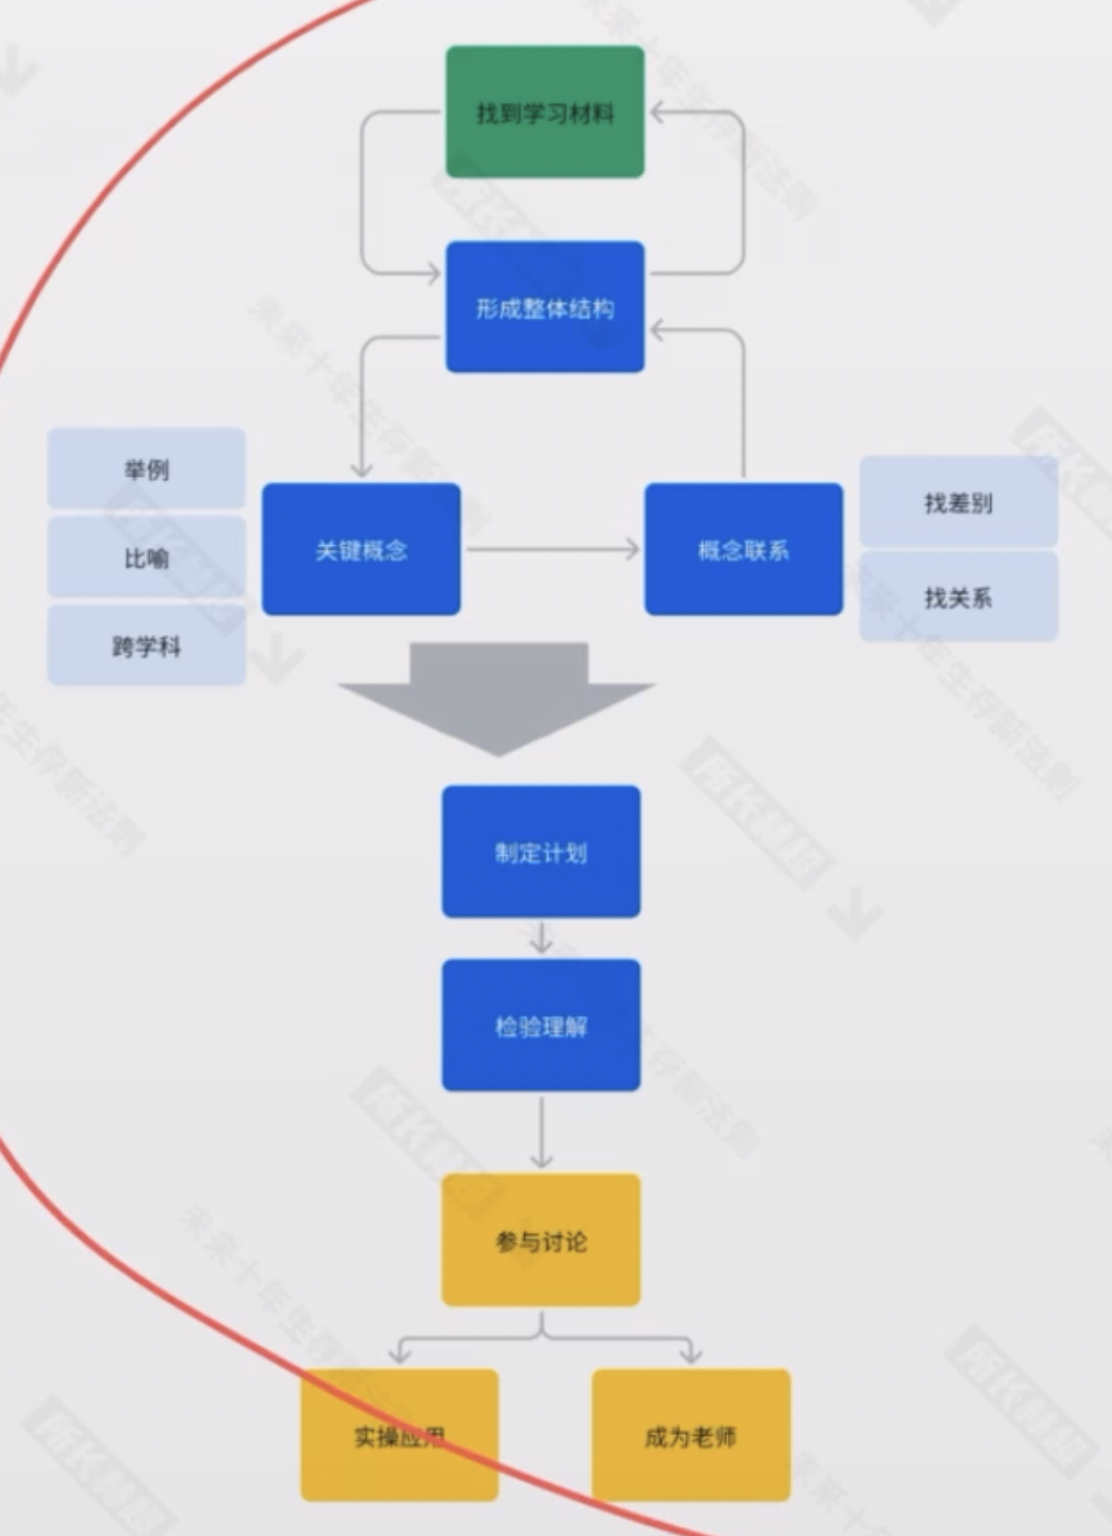 找到学习材料
形成整体结构
举例
比喻
跨学科
关键概念
概念联系
找差别
找关系
制定计划
检验理解
参与讨论
实操应用
成为老师
未来十年生存新法则